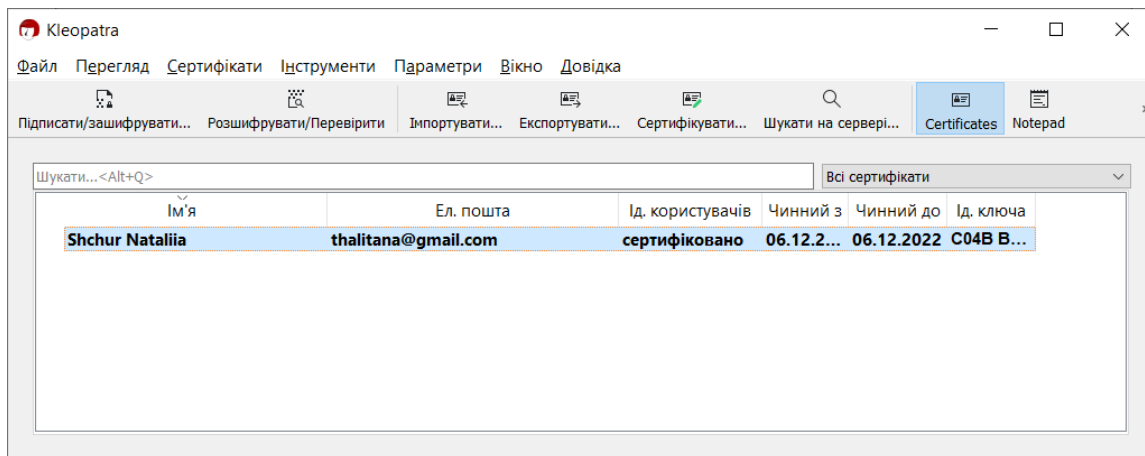 Kleopatra
Файл Перегляд Сертифікати Інструменти Параметри Вікно Довідка
Підписати/зашифрувати... Розшифрувати/Перевірити Імпортувати... Експортувати... Сертифікувати... Шукати на сервері... Certificates Notepad
Шукати...<Alt+Q> Всі сертифікати
Ім'я Ел. пошта Ід. користувачів Чинний з Чинний до Ід. ключа
Shchur Nataliia thalitana@gmail.com сертифіковано 06.12.2... 06.12.2022 C04B B...